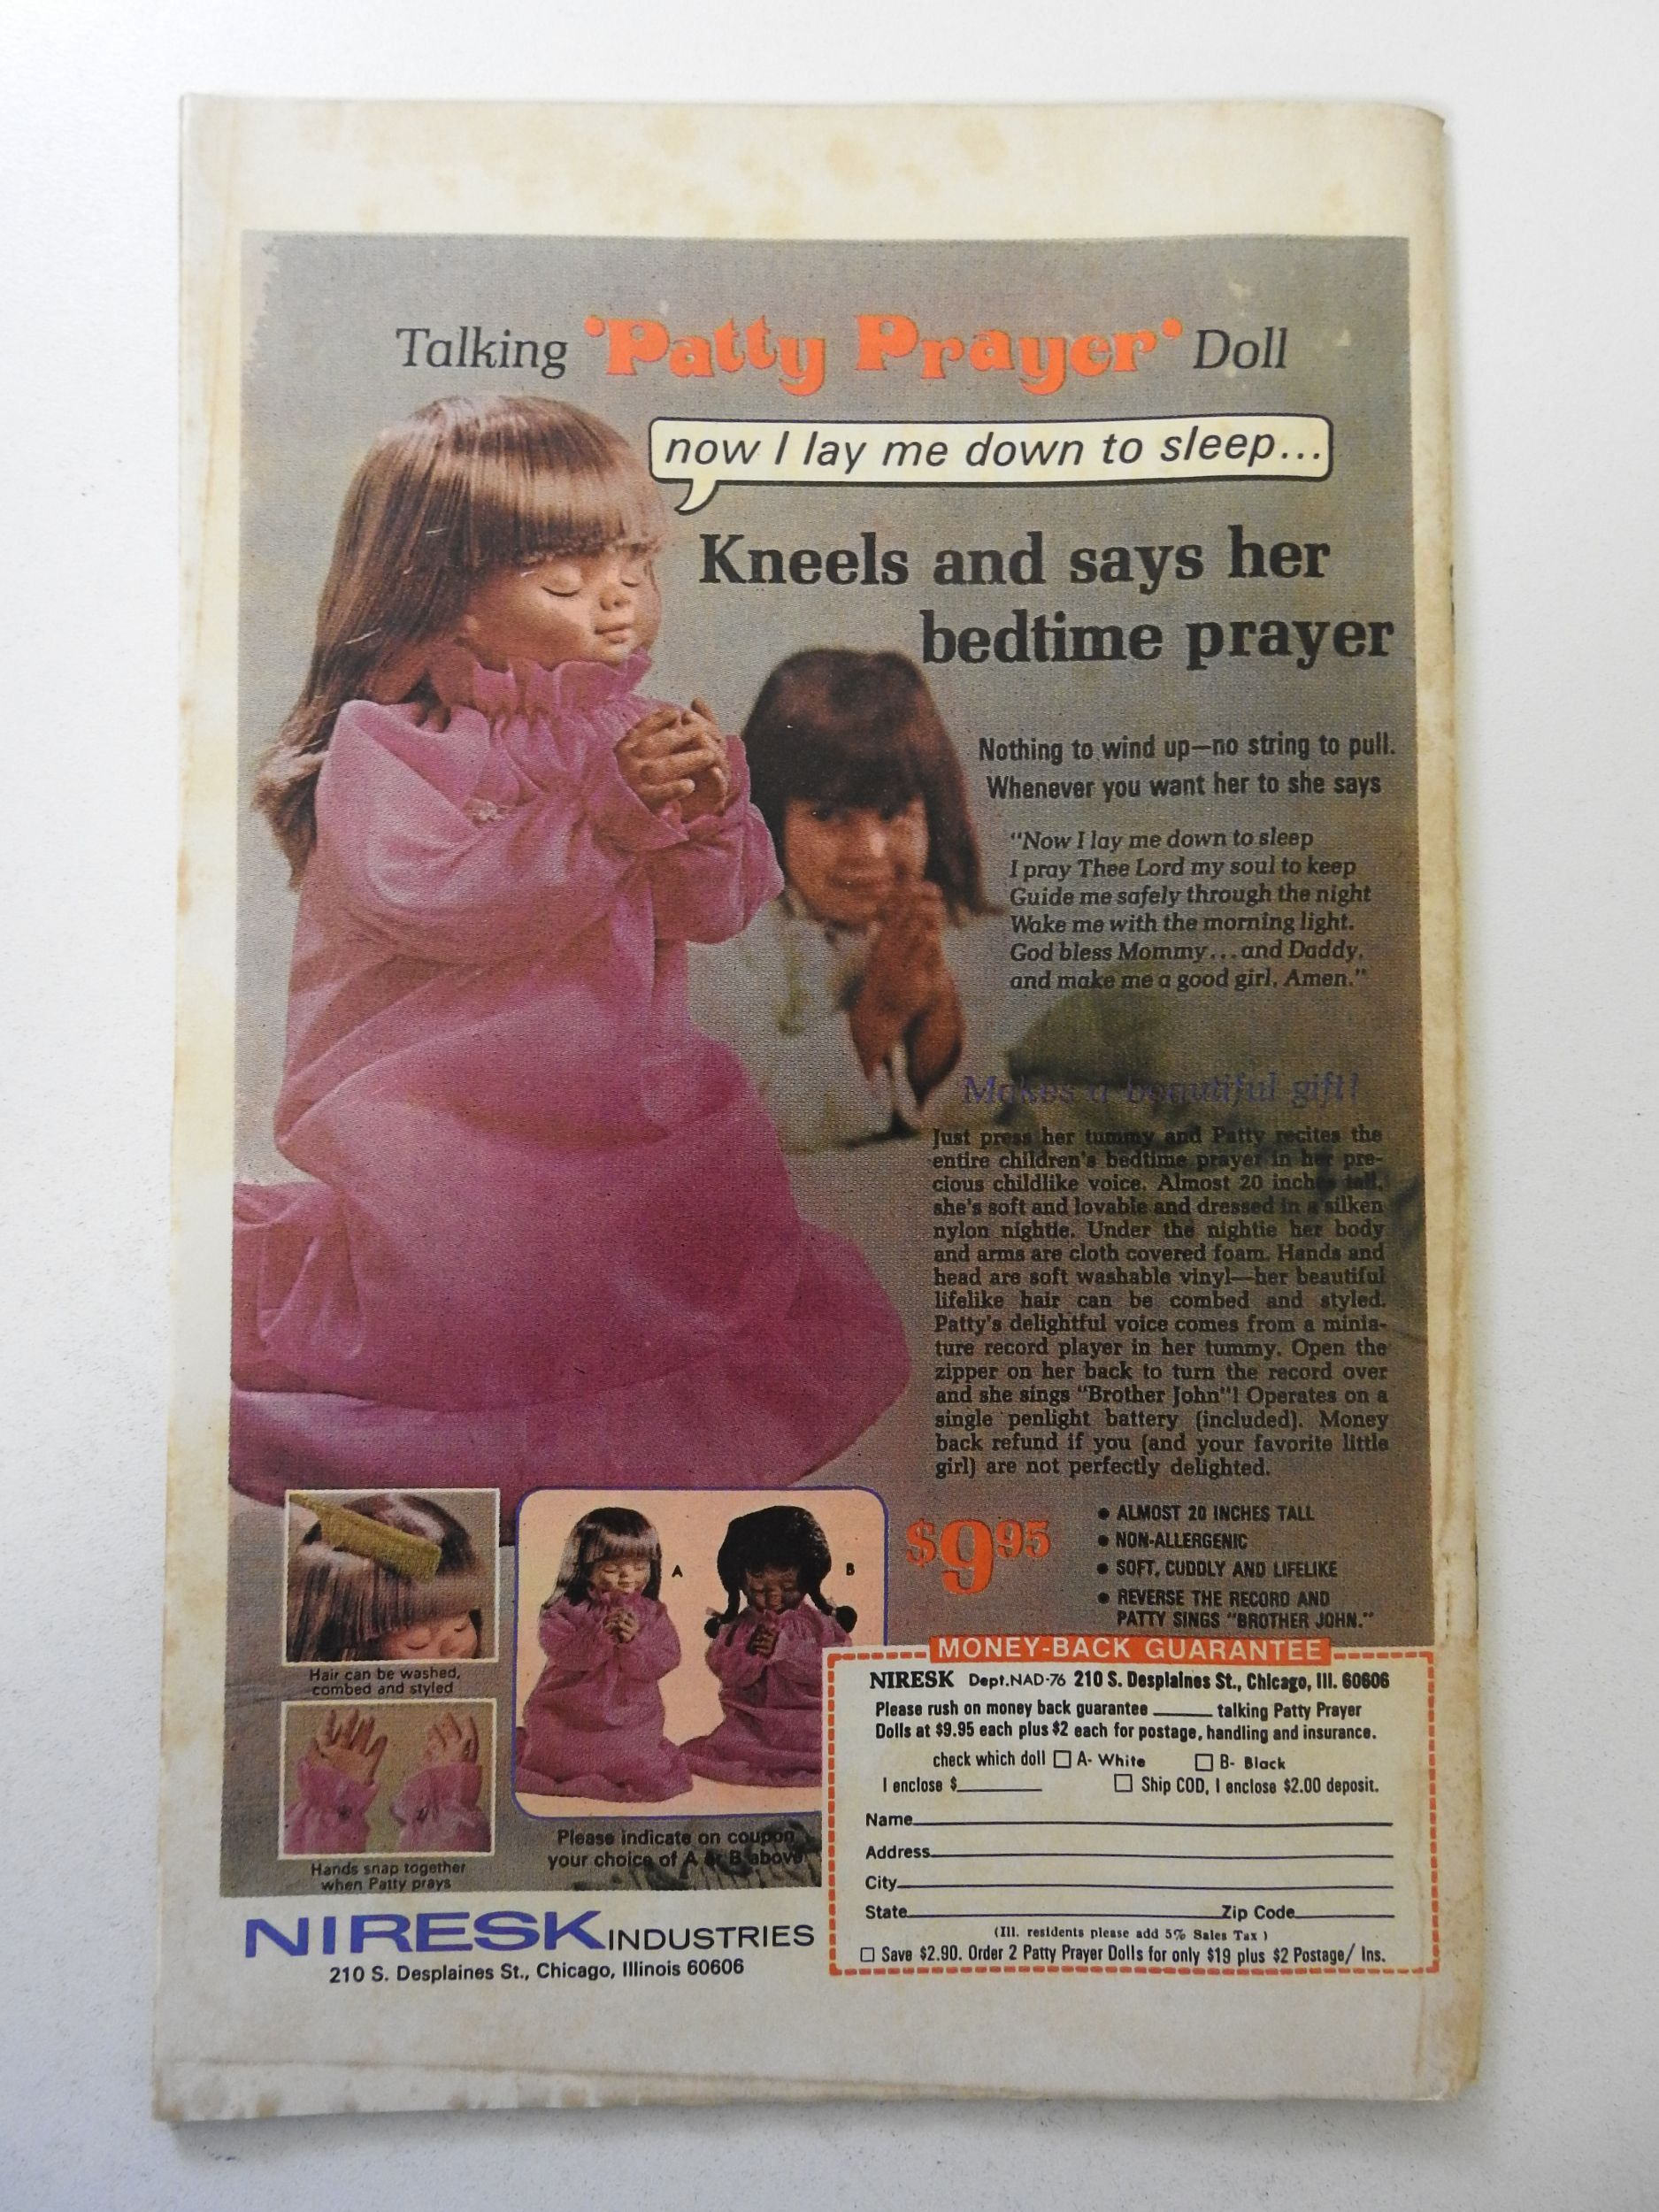 Talking 'Patty Prayer' Doll
now I lay me down to sleep...
Kneels and says her
bedtime prayer
Nothing to wind up—no string to pull.
Whenever you want her to she says
"Now I lay me down to sleep
I pray Thee Lord my soul to keep
Guide me safely through the night
Wake me with the morning light.
God bless Mommy...and Daddy,
and make me a good girl, Amen."
Makes a beautiful gift!
Just press her tummy and Patty recites the
entire children's bedtime prayer in her pre-
cious childlike voice. Almost 20 inches tall,
she's soft and lovable and dressed in a silken
nylon nightie. Under the nightie her body
and arms are cloth covered foam. Hands and
head are soft washable vinyl—her beautiful
lifelike hair can be combed and styled.
Patty's delightful voice comes from a minia-
ture record player in her tummy. Open the
zipper on her back to turn the record over
and she sings "Brother John"! Operates on a
single penlight battery (included). Money
back refund if you (and your favorite little
girl) are not perfectly delighted.
$9 95
• ALMOST 20 INCHES TALL
• NON-ALLERGENIC
• SOFT, CUDDLY AND LIFELIKE
• REVERSE THE RECORD AND
PATTY SINGS "BROTHER JOHN."
Hair can be washed,
combed and styled
Hands snap together
when Patty prays
A
B
Please indicate on coupon
your choice of A or B above.
NIRESK INDUSTRIES
210 S. Desplaines St., Chicago, Illinois 60606
MONEY-BACK GUARANTEE
NIRESK Dept.NAD-76 210 S. Desplaines St., Chicago, Ill. 60606
Please rush on money back guarantee ______ talking Patty Prayer
Dolls at $9.95 each plus $2 each for postage, handling and insurance.
check which doll ☐ A- White ☐ B- Black
I enclose $________ ☐ Ship COD, I enclose $2.00 deposit.
Name
Address
City
State Zip Code
(Ill. residents please add 5% Sales Tax )
☐ Save $2.90. Order 2 Patty Prayer Dolls for only $19 plus $2 Postage/ Ins.